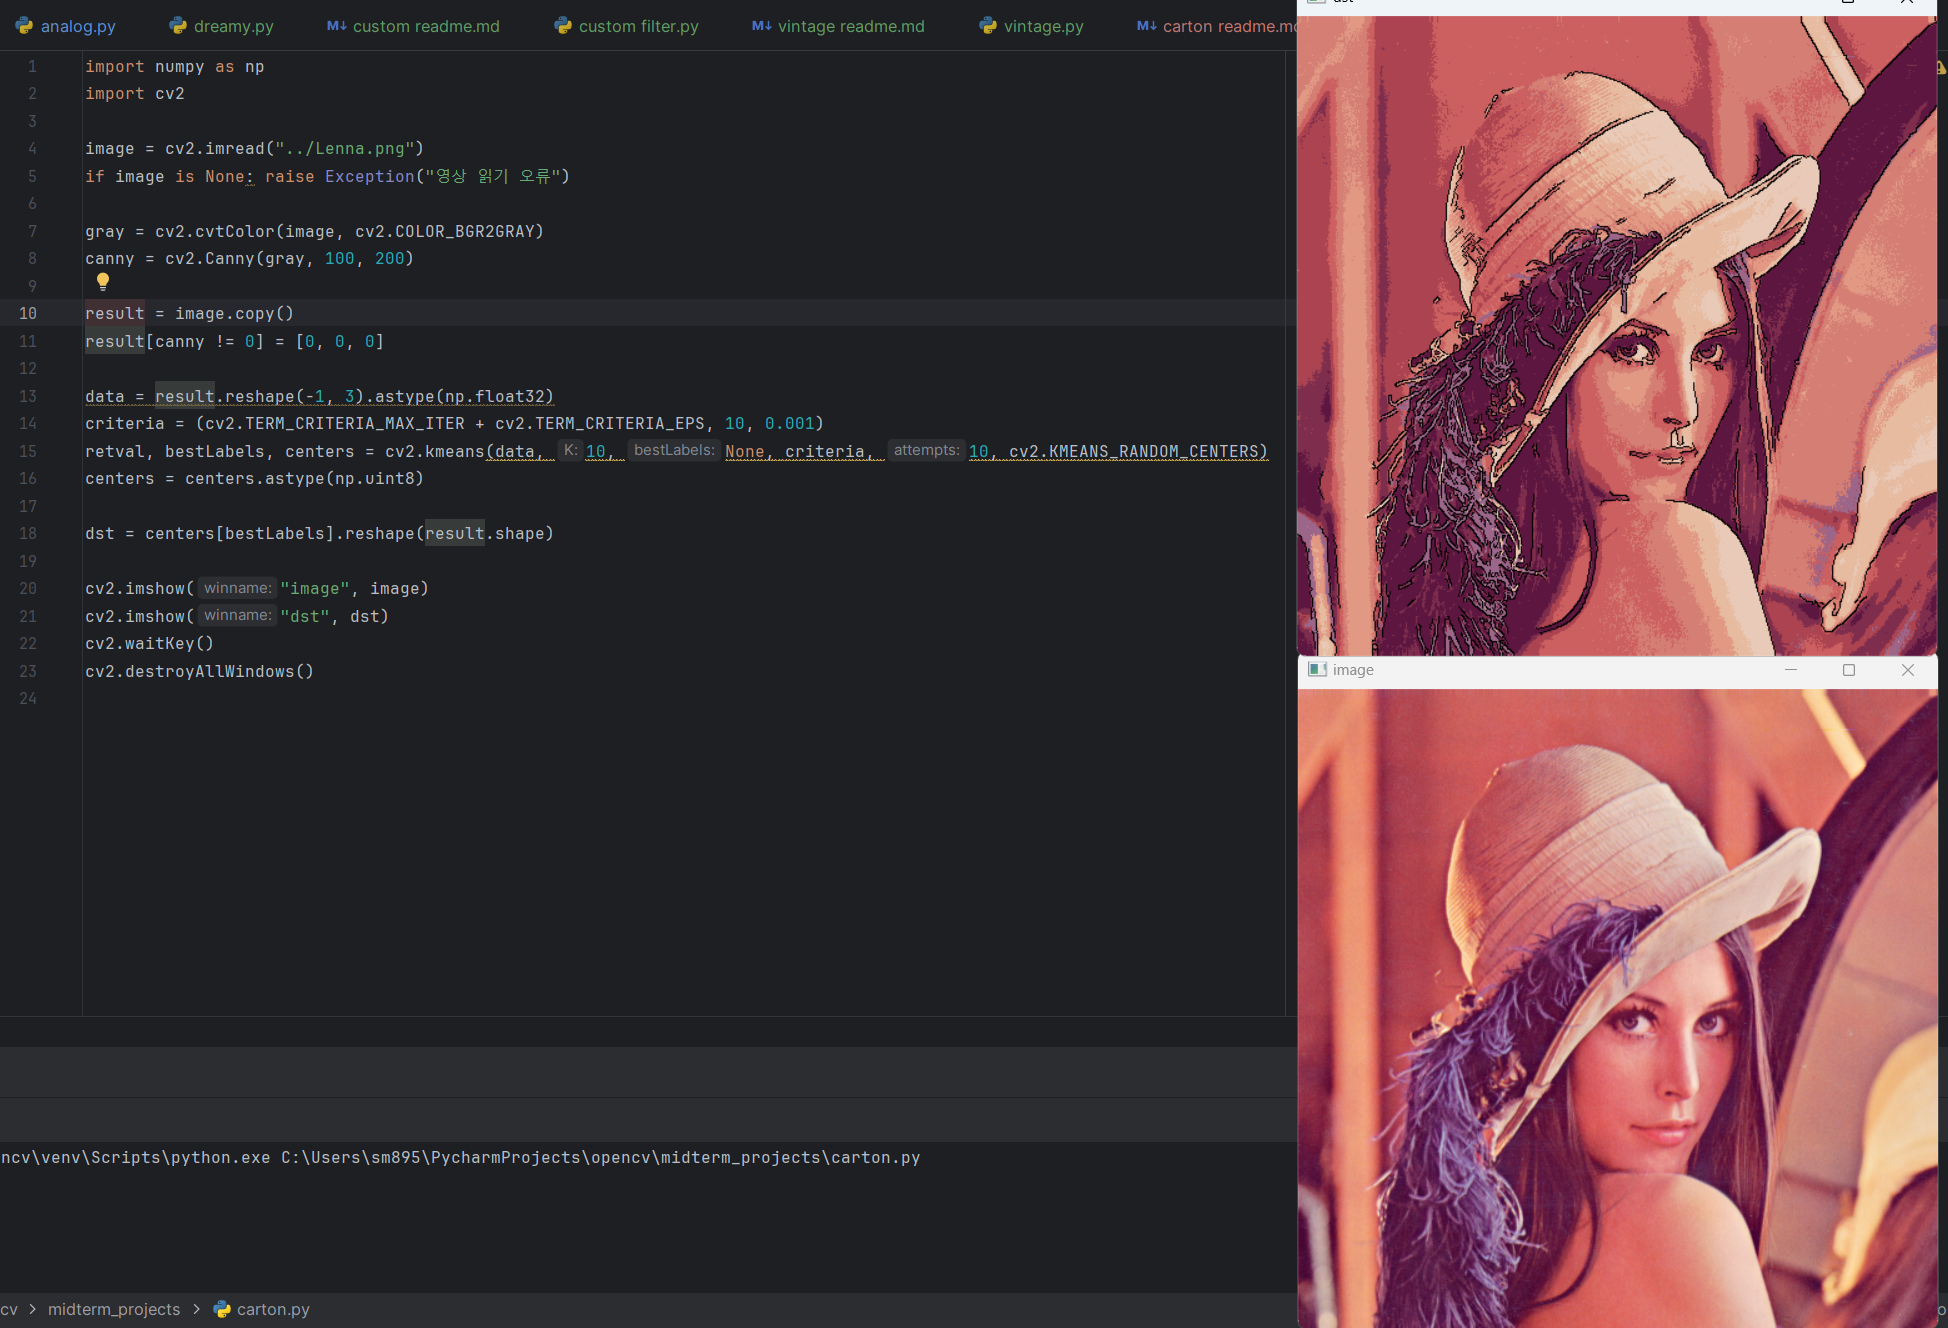 analog.py dreamy.py M↓ custom readme.md custom filter.py M↓ vintage readme.md vintage.py M↓ carton readme.md
1 import numpy as np
2 import cv2
3
4 image = cv2.imread("../Lenna.png")
5 if image is None: raise Exception("영상 읽기 오류")
6
7 gray = cv2.cvtColor(image, cv2.COLOR_BGR2GRAY)
8 canny = cv2.Canny(gray, 100, 200)
9
10 result = image.copy()
11 result[canny != 0] = [0, 0, 0]
12
13 data = result.reshape(-1, 3).astype(np.float32)
14 criteria = (cv2.TERM_CRITERIA_MAX_ITER + cv2.TERM_CRITERIA_EPS, 10, 0.001)
15 retval, bestLabels, centers = cv2.kmeans(data, K: 10, bestLabels: None, criteria, attempts: 10, cv2.KMEANS_RANDOM_CENTERS)
16 centers = centers.astype(np.uint8)
17
18 dst = centers[bestLabels].reshape(result.shape)
19
20 cv2.imshow( winname: "image", image)
21 cv2.imshow( winname: "dst", dst)
22 cv2.waitKey()
23 cv2.destroyAllWindows()
24
ncv\venv\Scripts\python.exe C:\Users\sm895\PycharmProjects\opencv\midterm_projects\carton.py
cv > midterm_projects > carton.py
dst
image